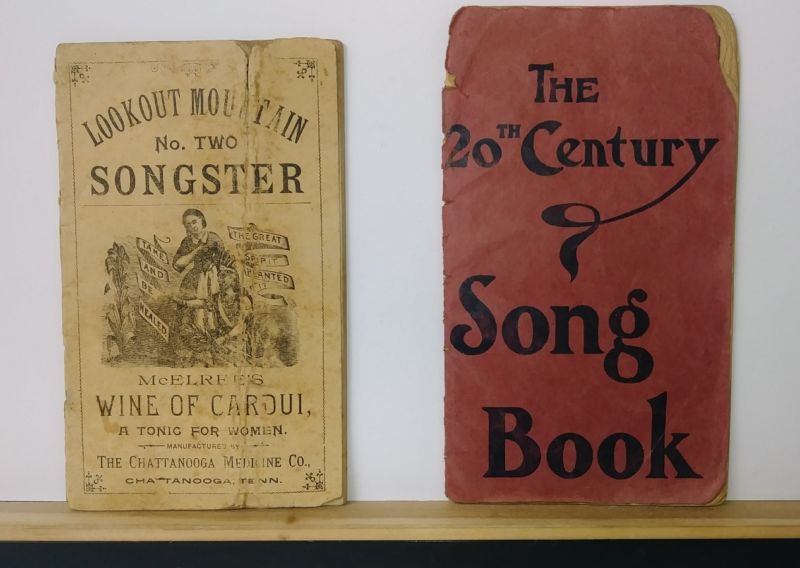 LOOKOUT MOUNTAIN
No. TWO
SONGSTER
TAKE
AND
BE
HEALED
THE GREAT
SPIRIT
PLANTED
IT
McELREE'S
WINE OF CARDUI,
A TONIC FOR WOMEN.
MANUFACTURED BY
THE CHATTANOOGA MEDICINE CO.,
CHATTANOOGA, TENN.
THE
20TH Century
Song
Book